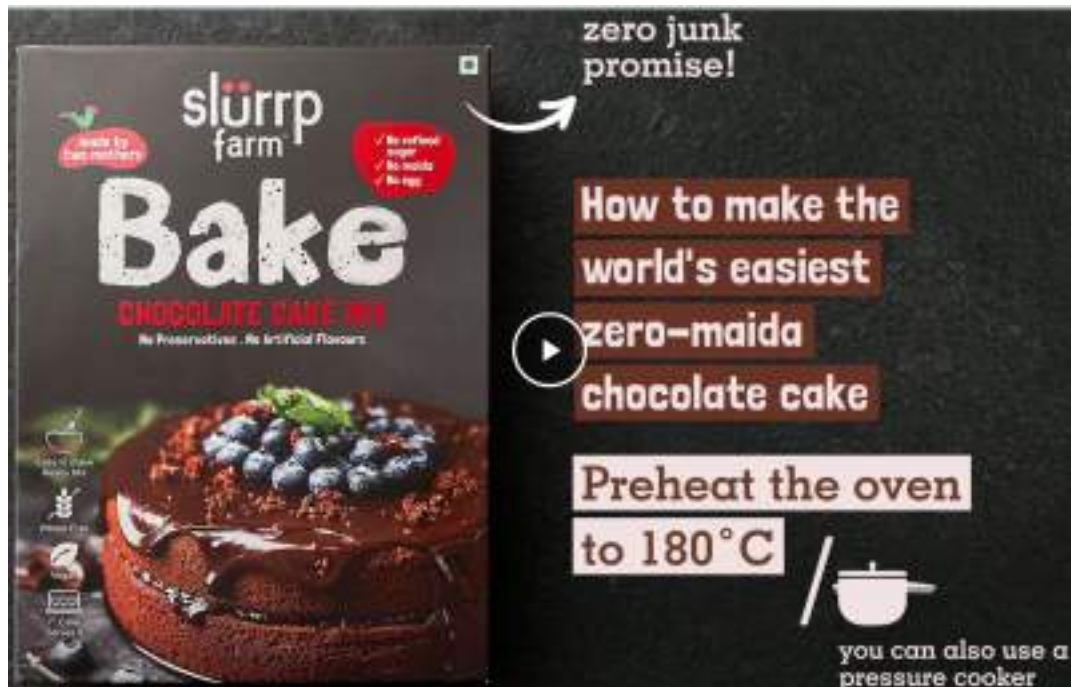 zero junk
promise!
slürrp
farm
made by
two mothers
✓ No refined
sugar
✓ No maida
✓ No egg
Bake
CHOCOLATE CAKE MIX
No Preservatives . No Artificial Flavours
How to make the
world's easiest
zero-maida
chocolate cake
Preheat the oven
to 180°C
you can also use a
pressure cooker